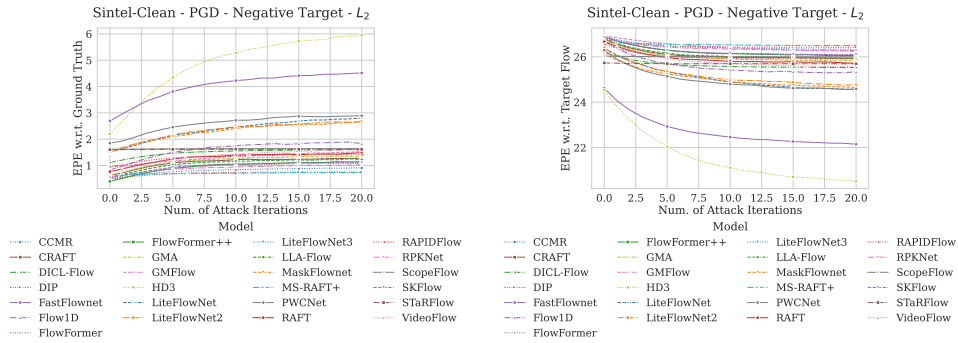 Sintel-Clean - PGD - Negative Target - L2
EPE w.r.t. Ground Truth
6
5
4
3
2
1
0.0 2.5 5.0 7.5 10.0 12.5 15.0 17.5 20.0
Num. of Attack Iterations
Model
CCMR FlowFormer++ LiteFlowNet3 RAPIDFlow
CRAFT GMA LLA-Flow RPKNet
DICL-Flow GMFlow MaskFlownet ScopeFlow
DIP HD3 MS-RAFT+ SKFlow
FastFlownet LiteFlowNet PWCNet STaRFlow
Flow1D LiteFlowNet2 RAFT VideoFlow
FlowFormer
Sintel-Clean - PGD - Negative Target - L2
EPE w.r.t. Target Flow
26
24
22
0.0 2.5 5.0 7.5 10.0 12.5 15.0 17.5 20.0
Num. of Attack Iterations
Model
CCMR FlowFormer++ LiteFlowNet3 RAPIDFlow
CRAFT GMA LLA-Flow RPKNet
DICL-Flow GMFlow MaskFlownet ScopeFlow
DIP HD3 MS-RAFT+ SKFlow
FastFlownet LiteFlowNet PWCNet STaRFlow
Flow1D LiteFlowNet2 RAFT VideoFlow
FlowFormer